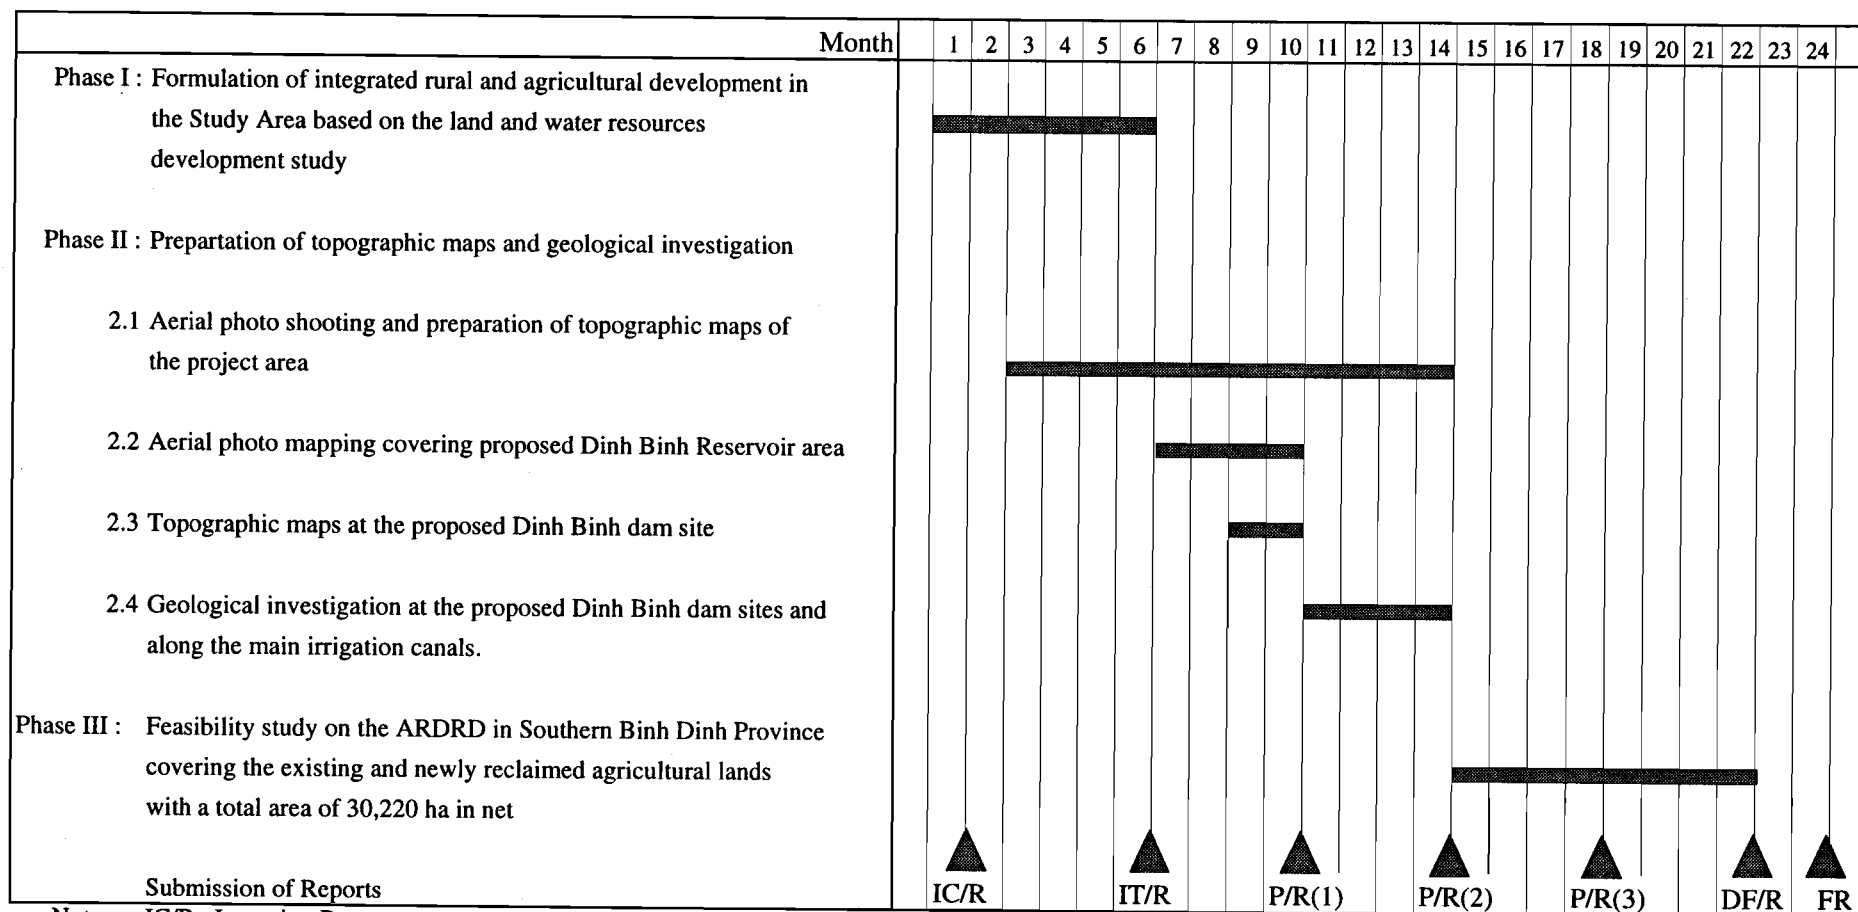 Month 1 2 3 4 5 6 7 8 9 10 11 12 13 14 15 16 17 18 19 20 21 22 23 24
Phase I : Formulation of integrated rural and agricultural development in
the Study Area based on the land and water resources
development study
Phase II : Prepartation of topographic maps and geological investigation
2.1 Aerial photo shooting and preparation of topographic maps of
the project area
2.2 Aerial photo mapping covering proposed Dinh Binh Reservoir area
2.3 Topographic maps at the proposed Dinh Binh dam site
2.4 Geological investigation at the proposed Dinh Binh dam sites and
along the main irrigation canals.
Phase III : Feasibility study on the ARDRD in Southern Binh Dinh Province
covering the existing and newly reclaimed agricultural lands
with a total area of 30,220 ha in net
Submission of Reports IC/R IT/R P/R(1) P/R(2) P/R(3) DF/R FR